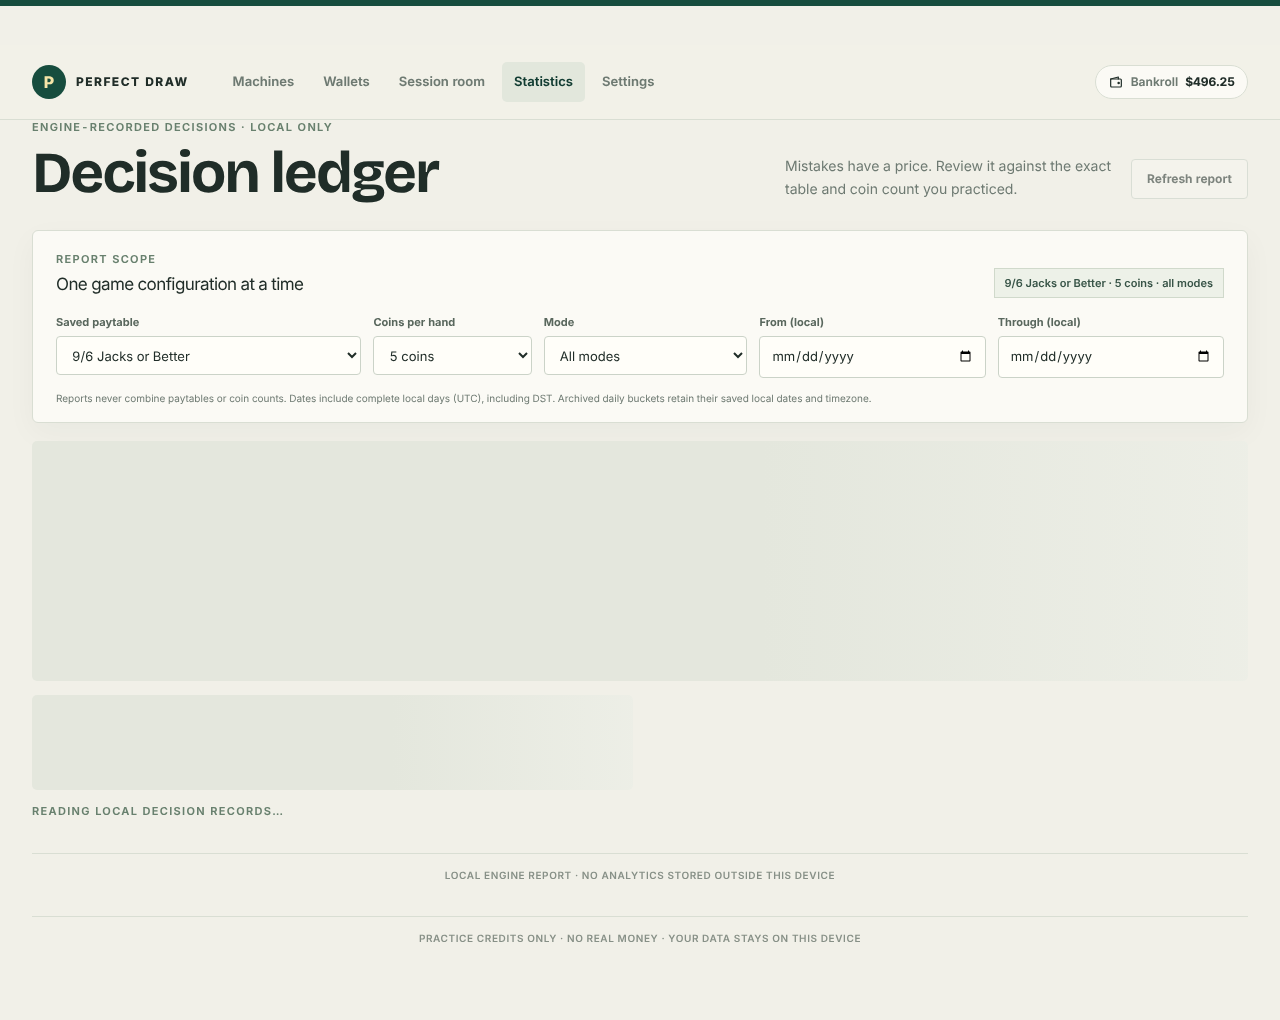 P PERFECT DRAW Machines Wallets Session room Statistics Settings Bankroll $496.25
ENGINE-RECORDED DECISIONS · LOCAL ONLY
Decision ledger
Mistakes have a price. Review it against the exact
table and coin count you practiced.
Refresh report
REPORT SCOPE
One game configuration at a time
9/6 Jacks or Better · 5 coins · all modes
Saved paytable Coins per hand Mode From (local) Through (local)
9/6 Jacks or Better 5 coins All modes mm/dd/yyyy mm/dd/yyyy
Reports never combine paytables or coin counts. Dates include complete local days (UTC), including DST. Archived daily buckets retain their saved local dates and timezone.
READING LOCAL DECISION RECORDS…
LOCAL ENGINE REPORT · NO ANALYTICS STORED OUTSIDE THIS DEVICE
PRACTICE CREDITS ONLY · NO REAL MONEY · YOUR DATA STAYS ON THIS DEVICE